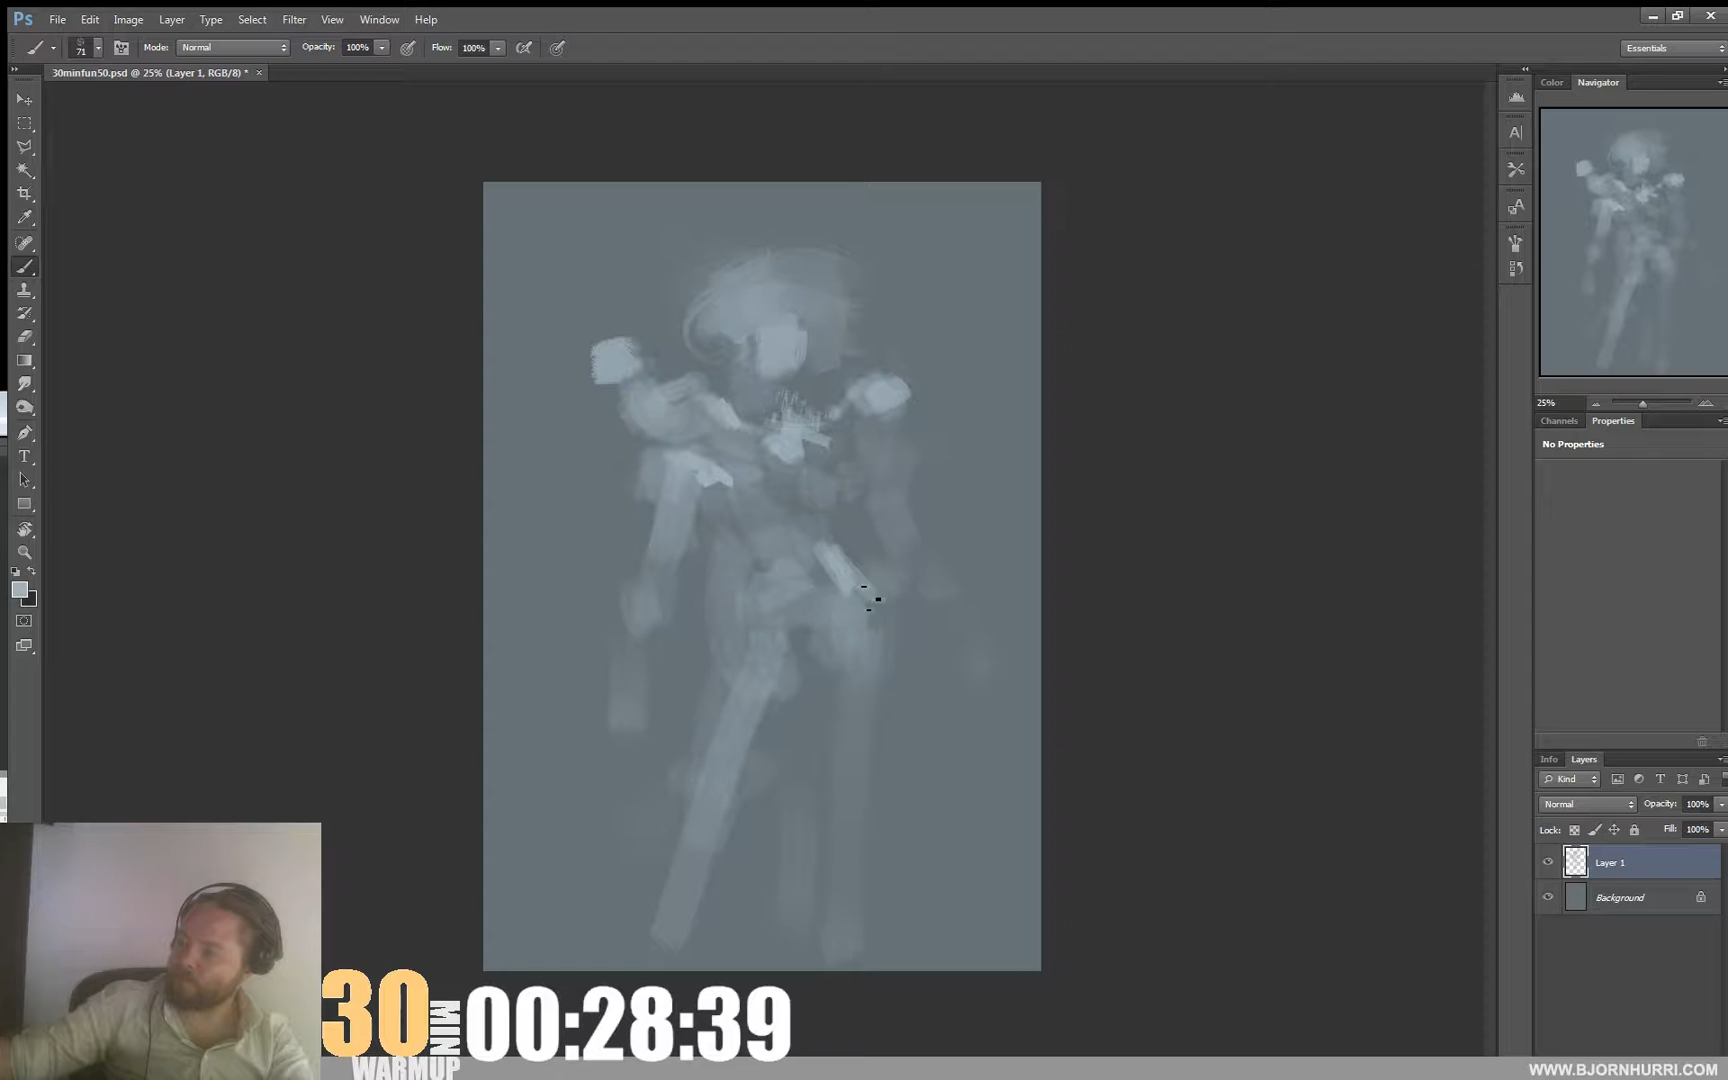 Ps File Edit Image Layer Type Select Filter View Window Help
71 Mode: Normal Opacity: 100% Flow: 100% Essentials
30minfun50.psd @ 25% (Layer 1, RGB/8) *
Color Navigator
25%
Channels Properties
No Properties
Info Layers
Kind
Normal Opacity: 100%
Lock: Fill: 100%
Layer 1
Background
30 MIN WARMUP 00:28:39
WWW.BJORNHURRI.COM